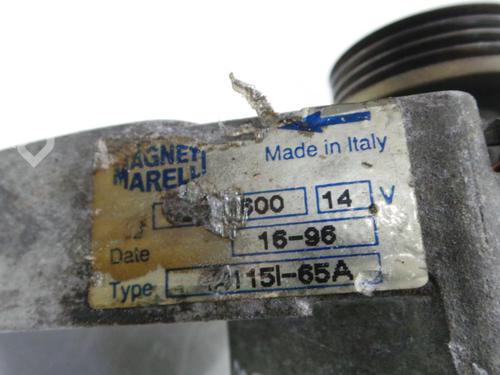 MAGNETI
MARELLI
Made in Italy
600 14 V
Date 16-96
Type 115I-65A